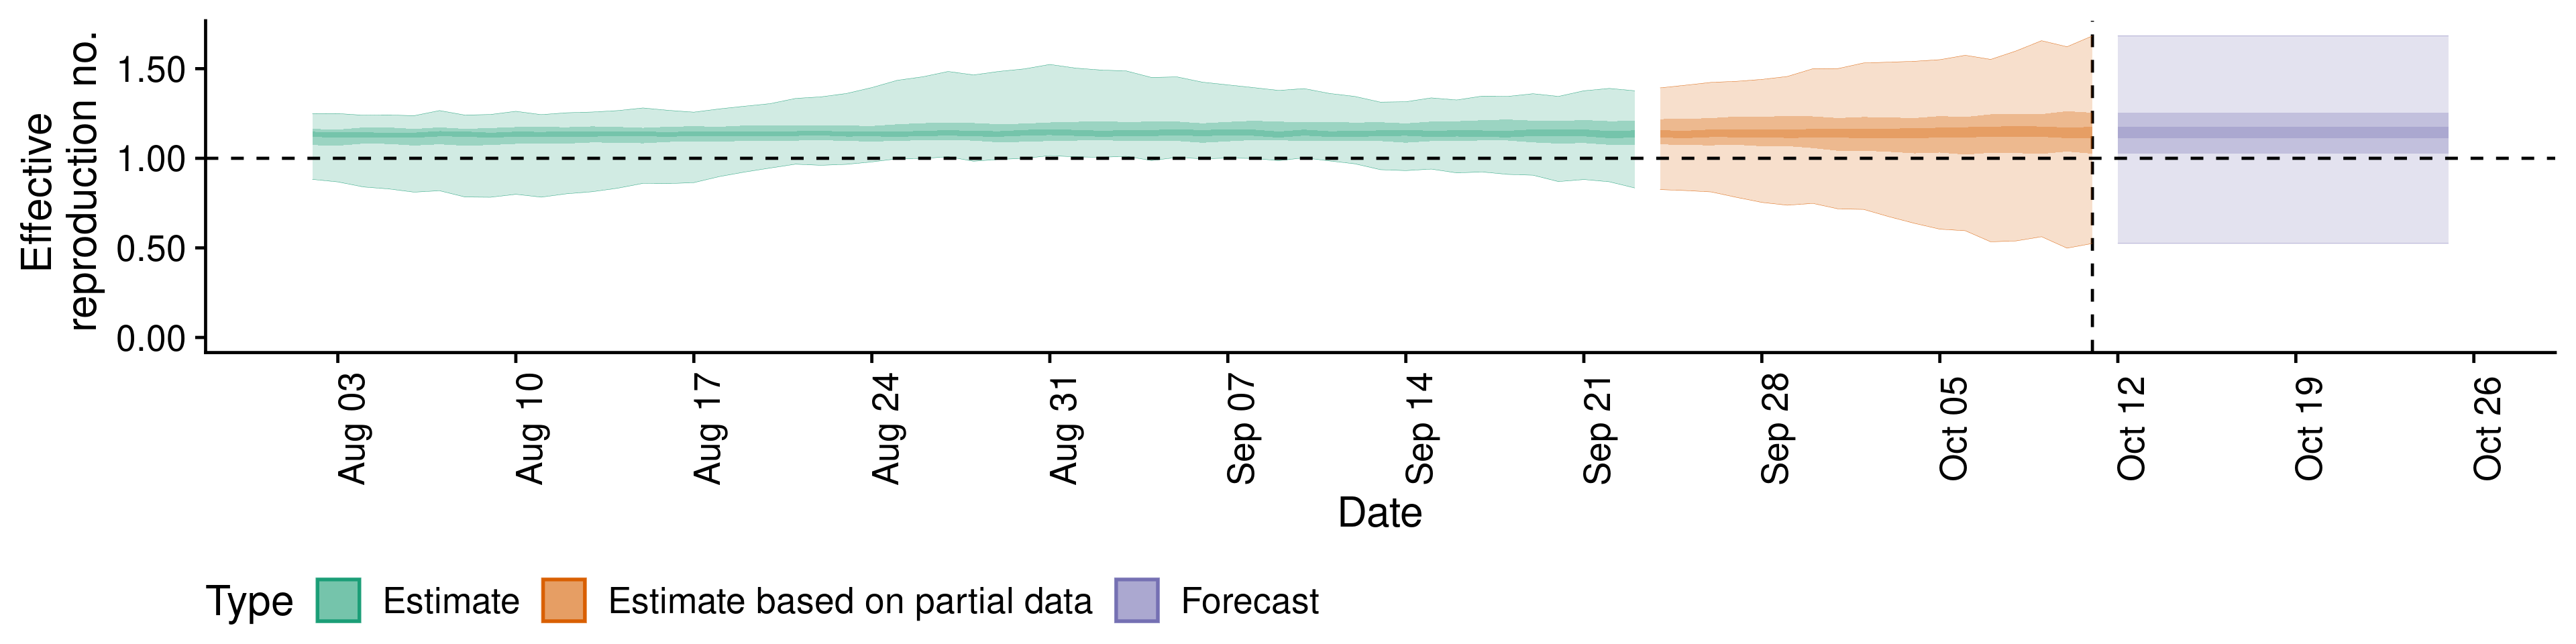 Effective
reproduction no.
1.50
1.00
0.50
0.00
Aug 03
Aug 10
Aug 17
Aug 24
Aug 31
Sep 07
Sep 14
Sep 21
Sep 28
Oct 05
Oct 12
Oct 19
Oct 26
Date
Type Estimate Estimate based on partial data Forecast